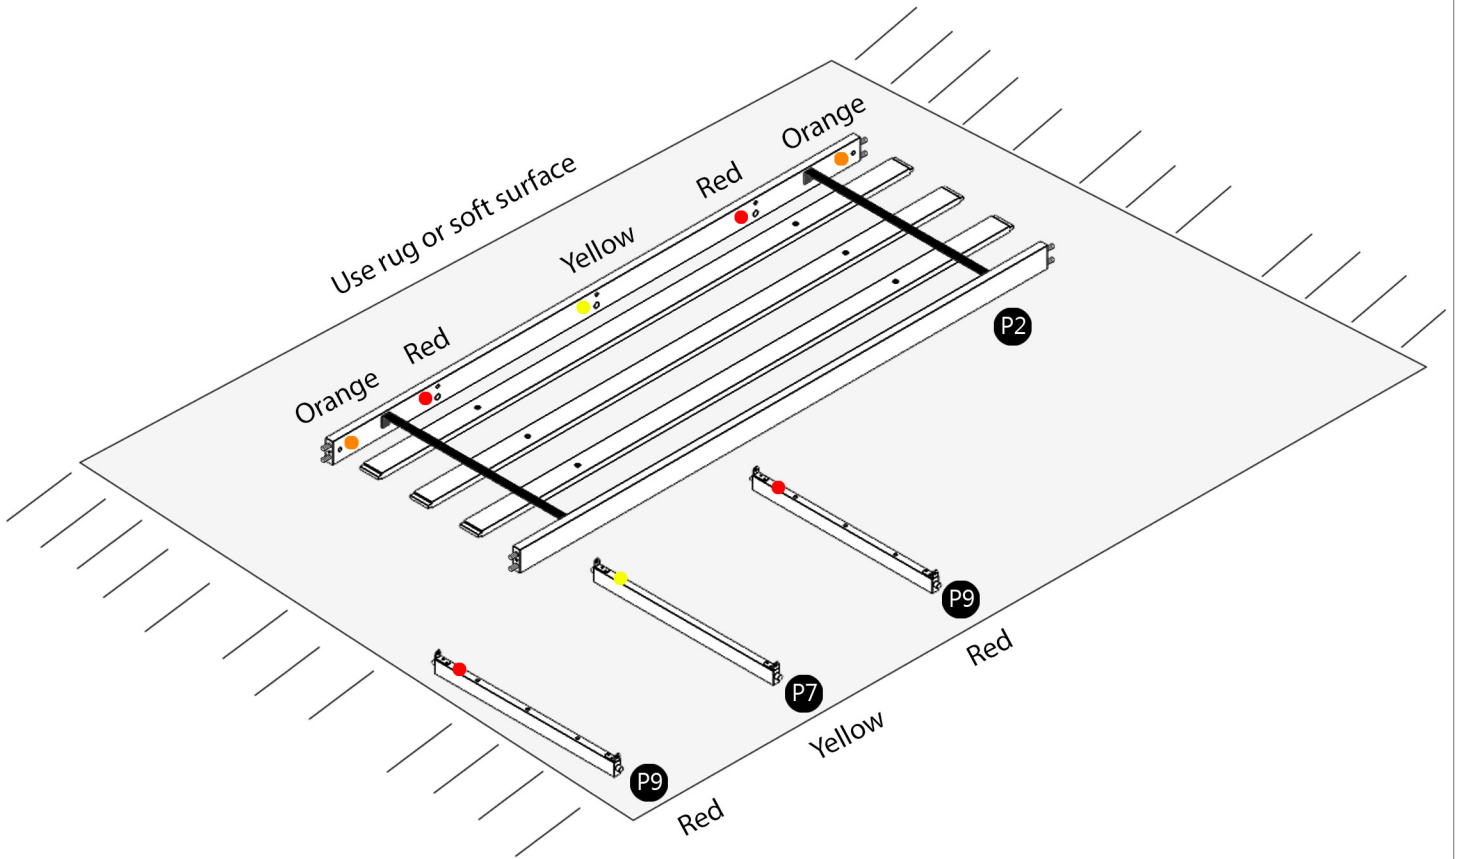 Orange
Red
Use rug or soft surface
Yellow
P2
Red
Orange
P9
Red
P7
Yellow
P9
Red